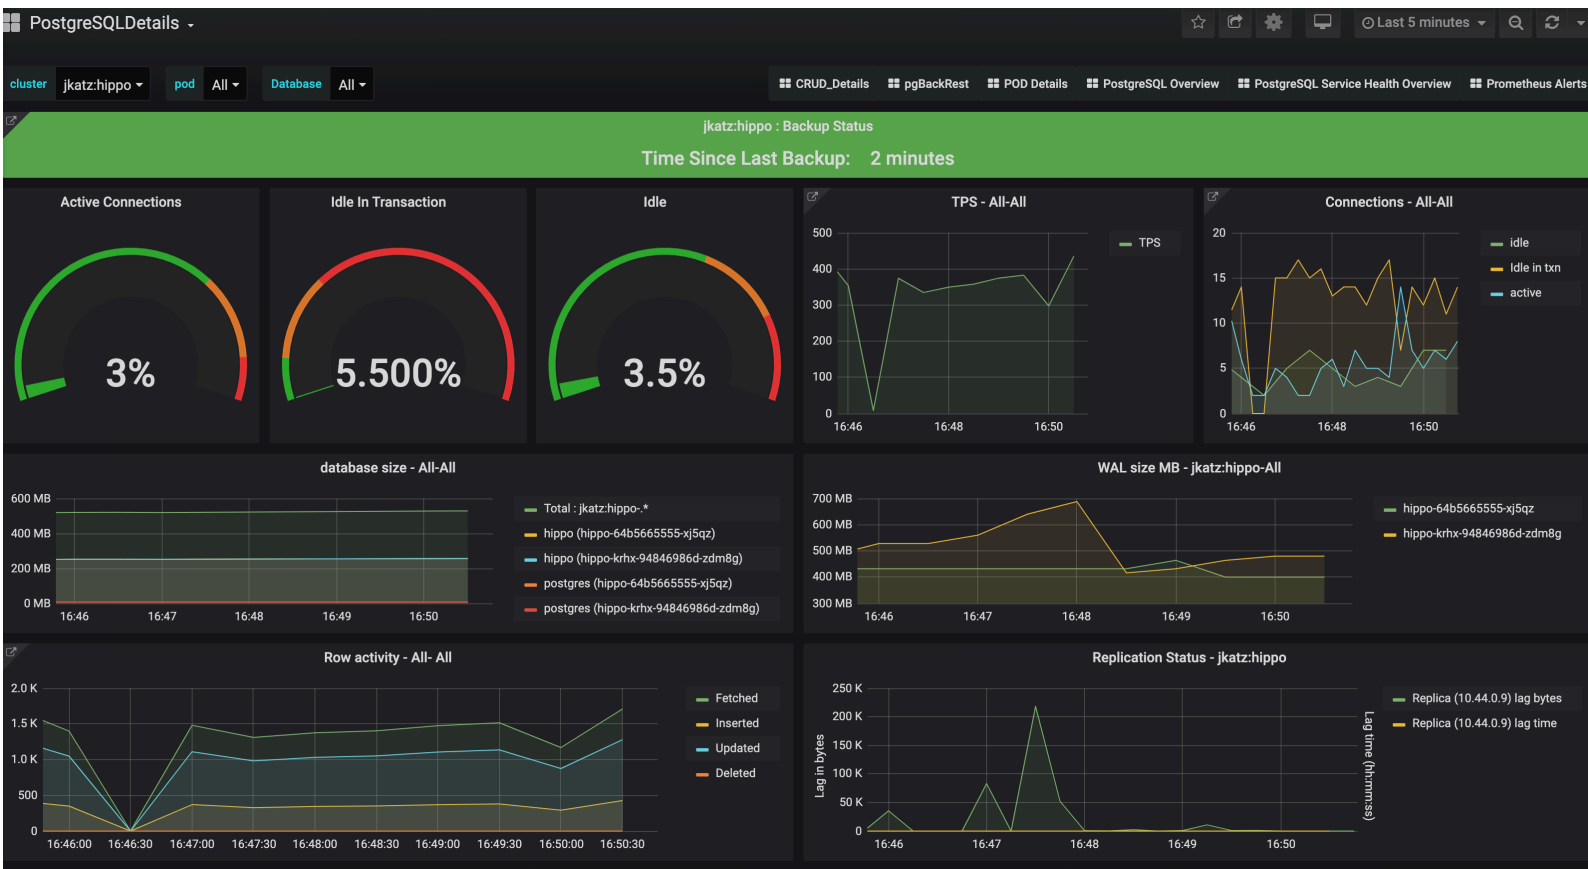 PostgreSQLDetails
Last 5 minutes
cluster jkatz:hippo pod All Database All
CRUD_Details pgBackRest POD Details PostgreSQL Overview PostgreSQL Service Health Overview Prometheus Alerts
jkatz:hippo : Backup Status
Time Since Last Backup: 2 minutes
Active Connections
3%
Idle In Transaction
5.500%
Idle
3.5%
TPS - All-All
500
400
300
200
100
0
16:46 16:48 16:50
TPS
Connections - All-All
20
15
10
5
0
16:46 16:48 16:50
idle
Idle in txn
active
database size - All-All
600 MB
400 MB
200 MB
0 MB
16:46 16:47 16:48 16:49 16:50
Total : jkatz:hippo-.*
hippo (hippo-64b5665555-xj5qz)
hippo (hippo-krhx-94846986d-zdm8g)
postgres (hippo-64b5665555-xj5qz)
postgres (hippo-krhx-94846986d-zdm8g)
WAL size MB - jkatz:hippo-All
700 MB
600 MB
500 MB
400 MB
300 MB
16:46 16:47 16:48 16:49 16:50
hippo-64b5665555-xj5qz
hippo-krhx-94846986d-zdm8g
Row activity - All- All
2.0 K
1.5 K
1.0 K
500
0
16:46:00 16:46:30 16:47:00 16:47:30 16:48:00 16:48:30 16:49:00 16:49:30 16:50:00 16:50:30
Fetched
Inserted
Updated
Deleted
Replication Status - jkatz:hippo
Lag in bytes
250 K
200 K
150 K
100 K
50 K
0
16:46 16:47 16:48 16:49 16:50
Lag time (hh:mm:ss)
Replica (10.44.0.9) lag bytes
Replica (10.44.0.9) lag time